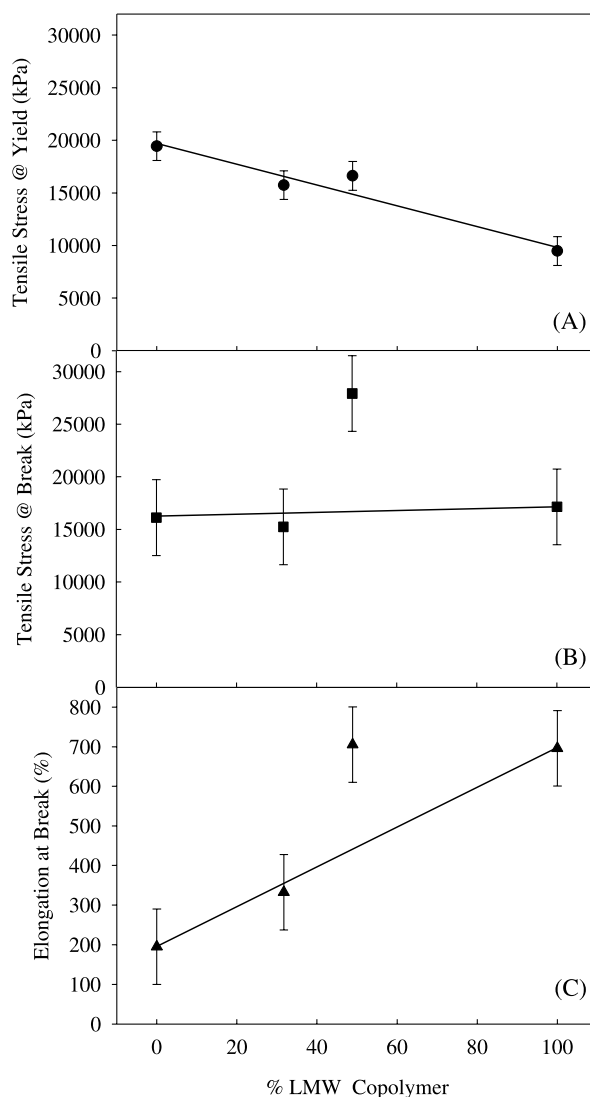 Tensile Stress @ Yield (kPa)
30000
25000
20000
15000
10000
5000
0
(A)
Tensile Stress @ Break (kPa)
30000
25000
20000
15000
10000
5000
0
(B)
Elongation at Break (%)
800
700
600
500
400
300
200
100
0
(C)
0 20 40 60 80 100
% LMW Copolymer